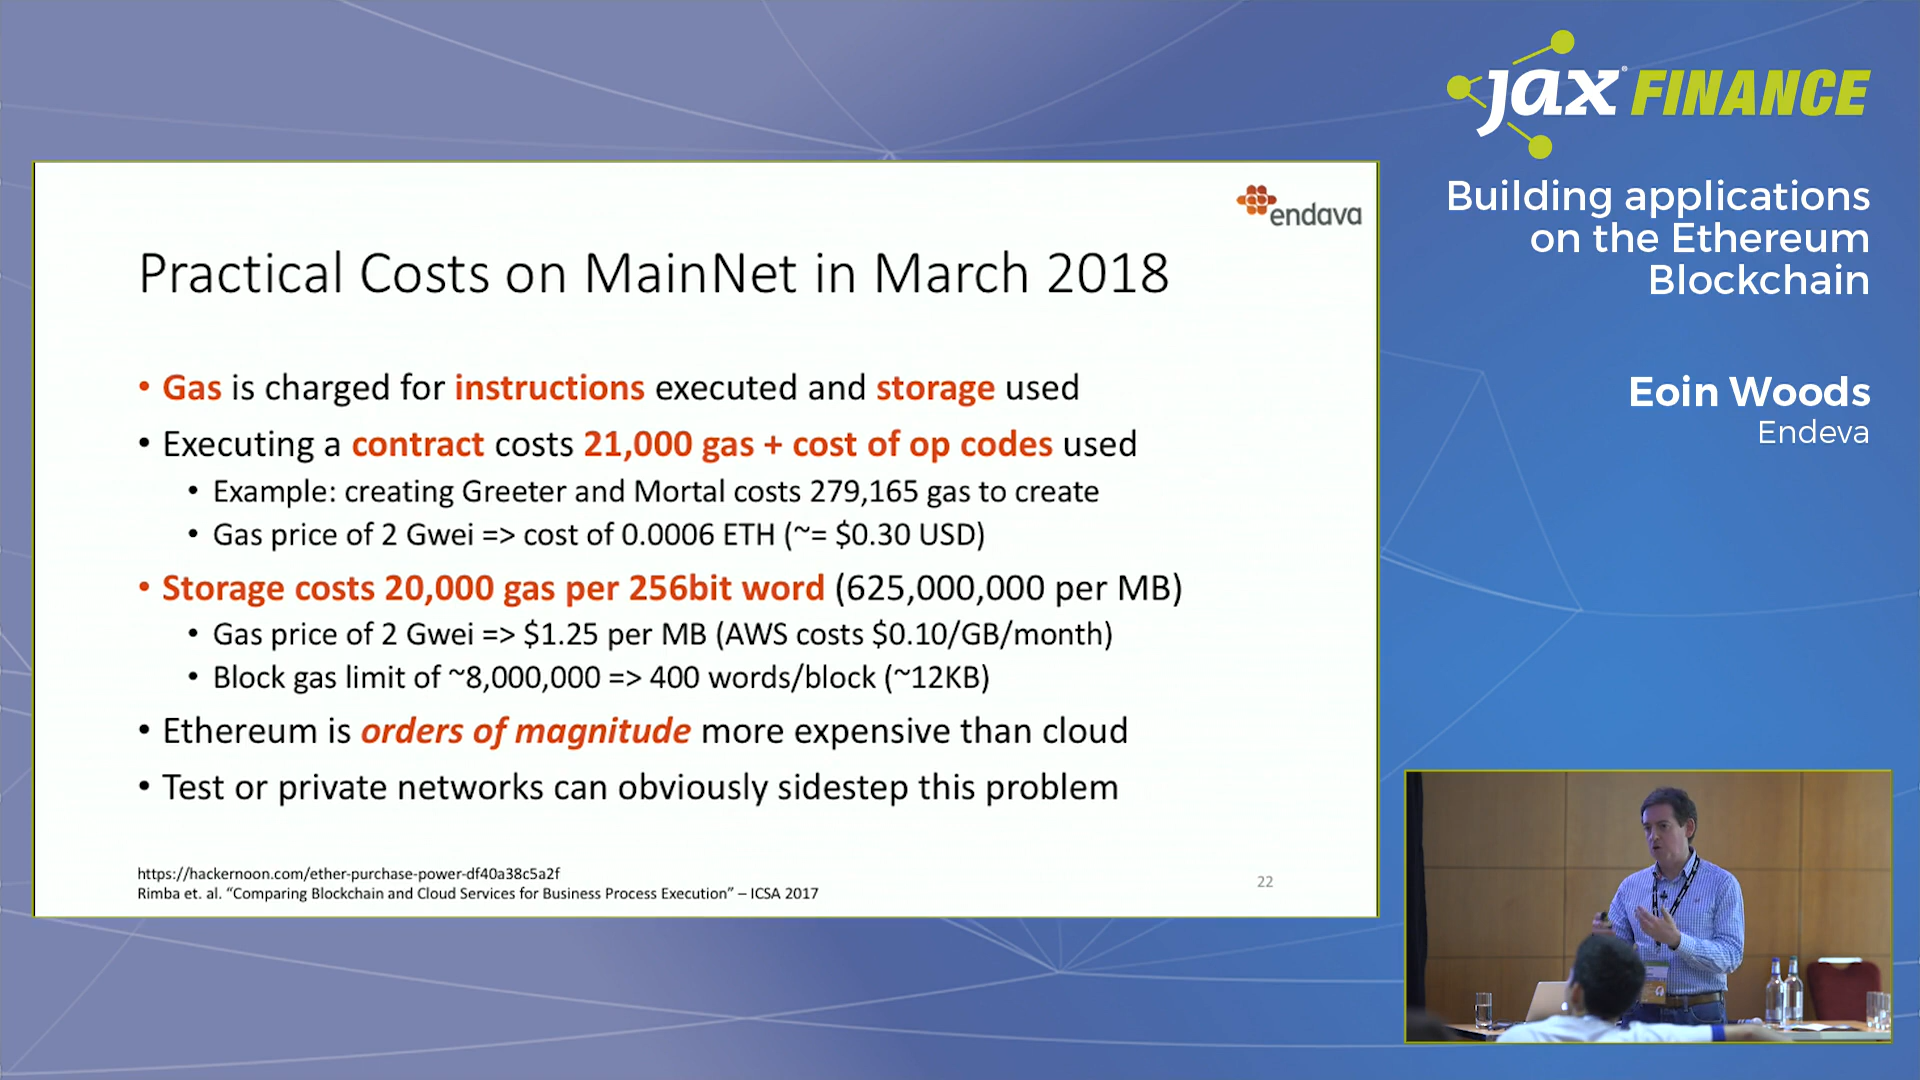 jax® FINANCE
Building applications
on the Ethereum
Blockchain
Eoin Woods
Endeva
endava
Practical Costs on MainNet in March 2018
• Gas is charged for instructions executed and storage used
• Executing a contract costs 21,000 gas + cost of op codes used
• Example: creating Greeter and Mortal costs 279,165 gas to create
• Gas price of 2 Gwei => cost of 0.0006 ETH (~= $0.30 USD)
• Storage costs 20,000 gas per 256bit word (625,000,000 per MB)
• Gas price of 2 Gwei => $1.25 per MB (AWS costs $0.10/GB/month)
• Block gas limit of ~8,000,000 => 400 words/block (~12KB)
• Ethereum is orders of magnitude more expensive than cloud
• Test or private networks can obviously sidestep this problem
https://hackernoon.com/ether-purchase-power-df40a38c5a2f
Rimba et. al. “Comparing Blockchain and Cloud Services for Business Process Execution” – ICSA 2017
22